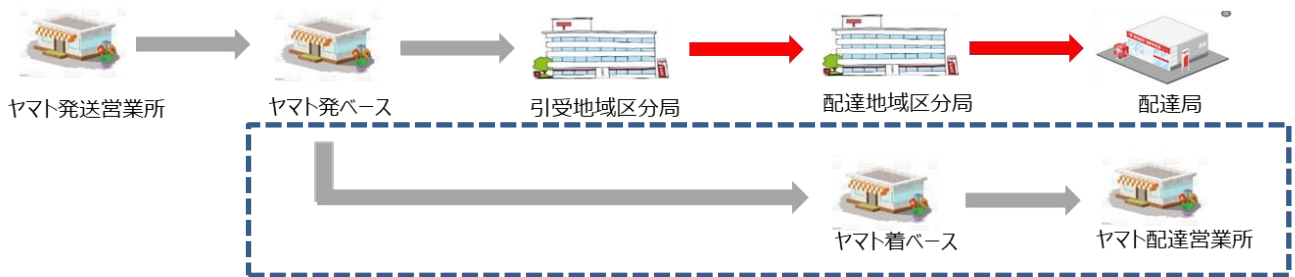 ヤマト発送営業所
ヤマト発ベース
引受地域区分局
配達地域区分局
配達局
ヤマト着ベース
ヤマト配達営業所